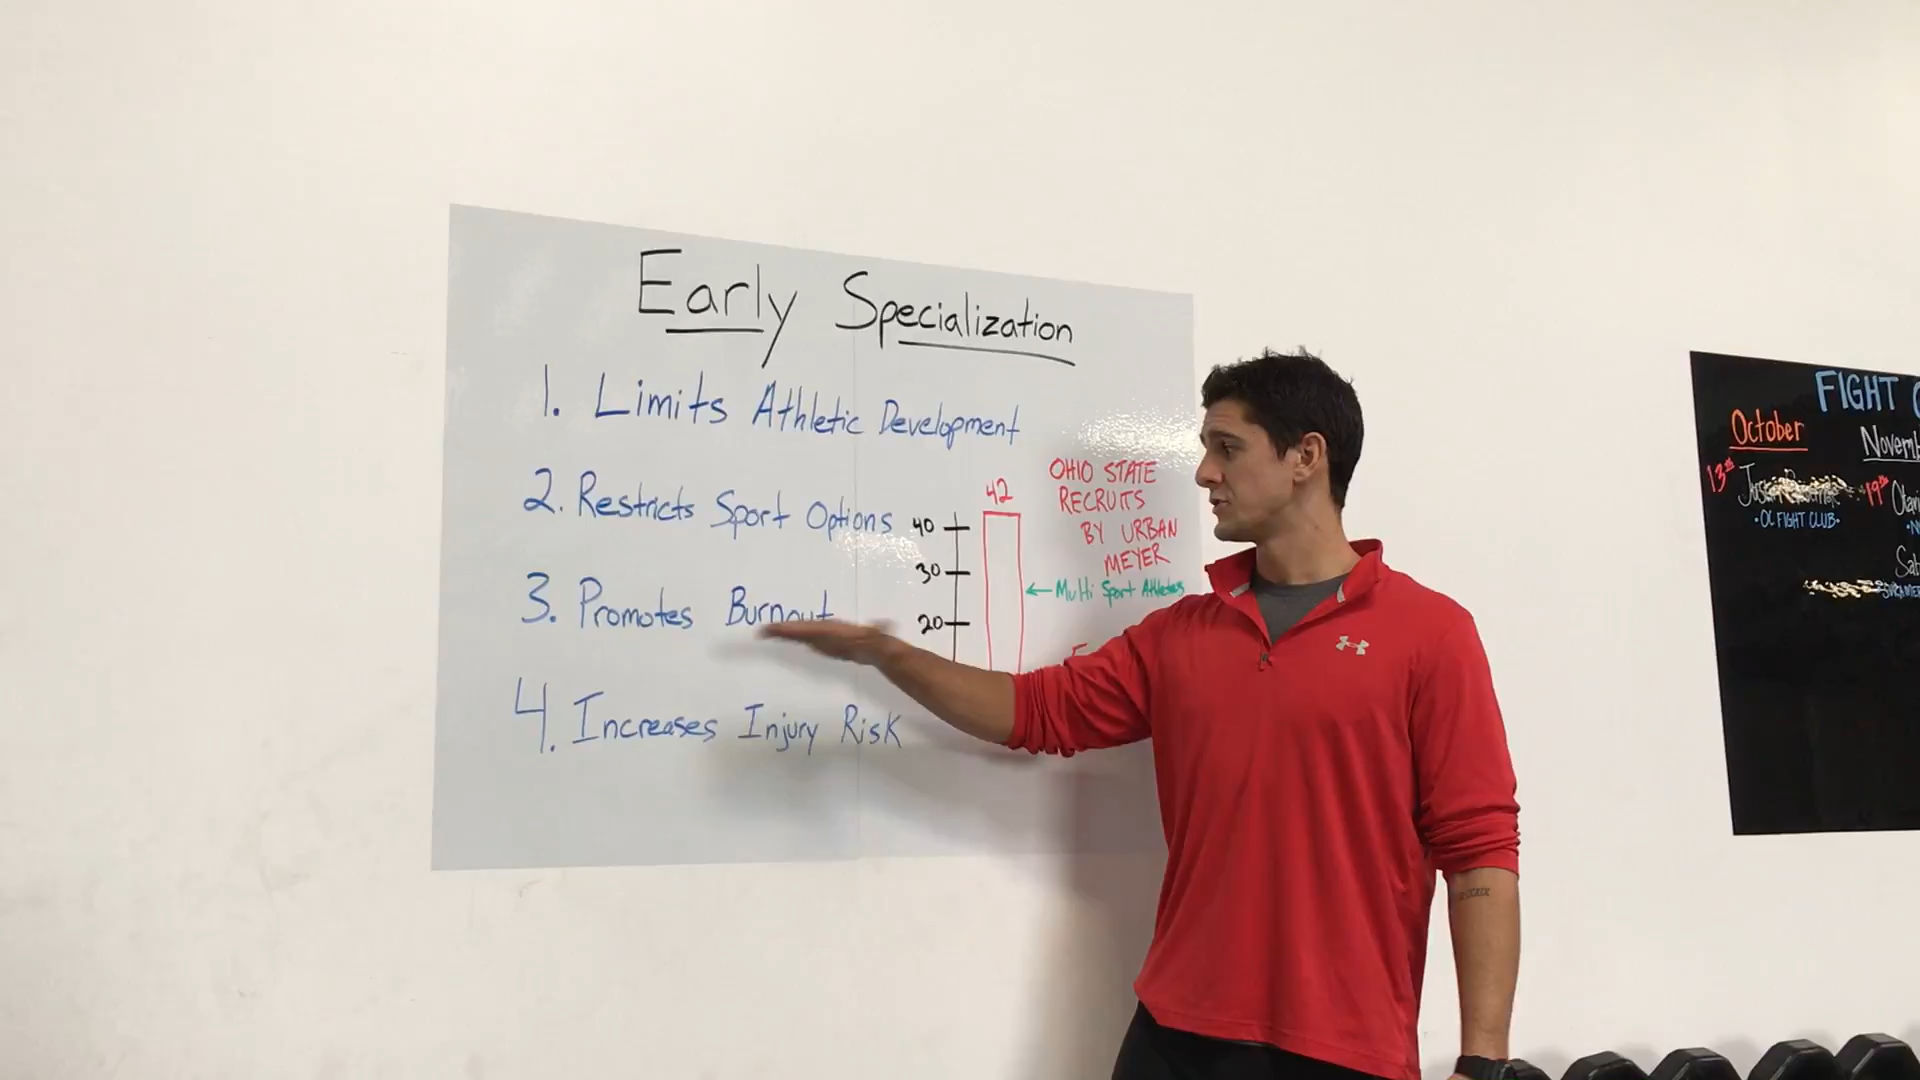 Early Specialization
1. Limits Athletic Development
2. Restricts Sport Options
3. Promotes Burnout
4. Increases Injury Risk
42
40
30
20
OHIO STATE
RECRUITS
BY URBAN
MEYER
←Multi Sport Athletes
FIGHT
October
13th
•OC FIGHT CLUB•
19th